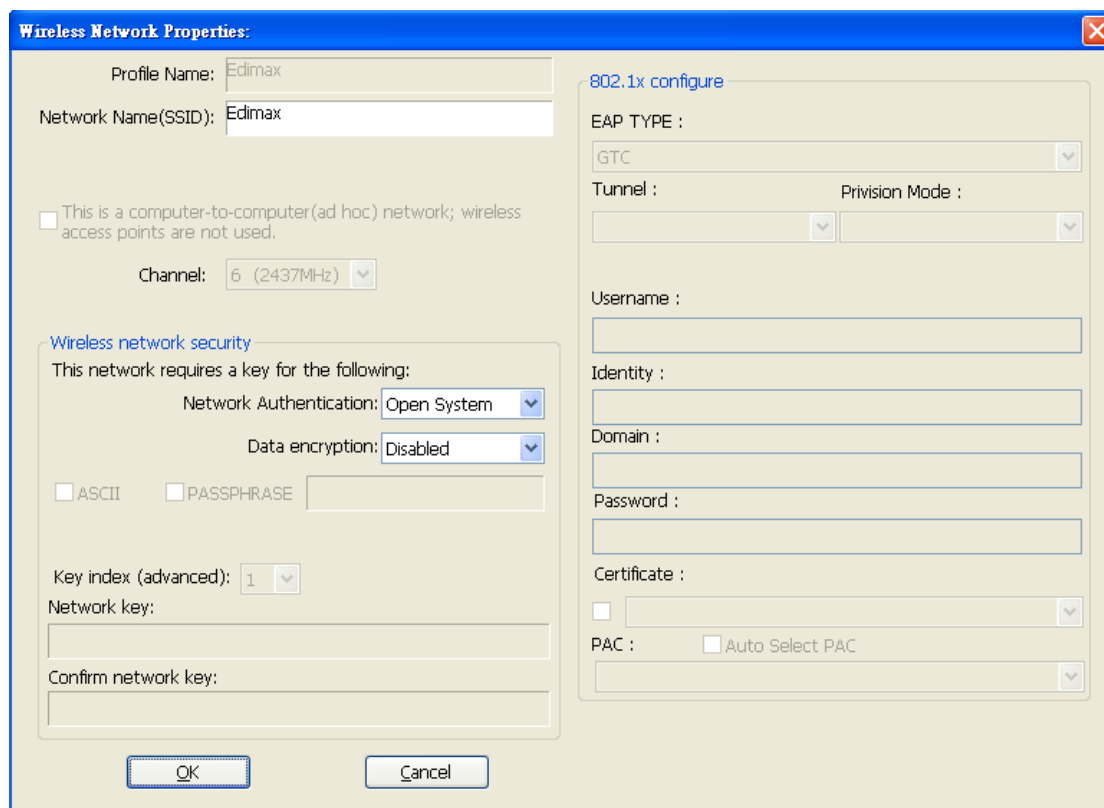 Wireless Network Properties:
Profile Name: Edimax
Network Name(SSID): Edimax
This is a computer-to-computer(ad hoc) network; wireless
access points are not used.
Channel: 6 (2437MHz)
Wireless network security
This network requires a key for the following:
Network Authentication: Open System
Data encryption: Disabled
ASCII PASSPHRASE
Key index (advanced): 1
Network key:
Confirm network key:
OK Cancel
802.1x configure
EAP TYPE :
GTC
Tunnel : Privision Mode :
Username :
Identity :
Domain :
Password :
Certificate :
PAC : Auto Select PAC